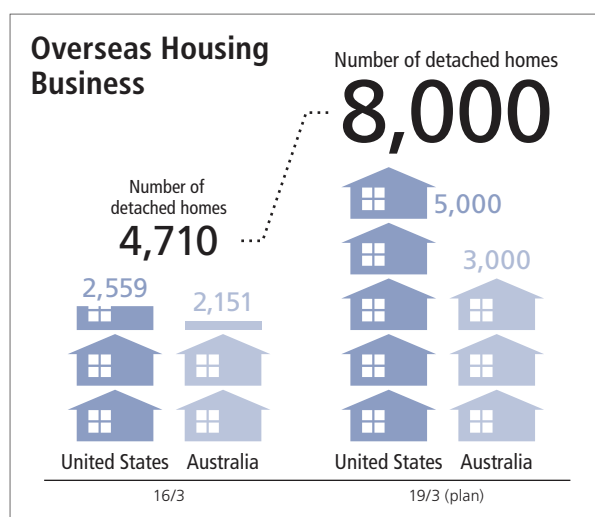 Overseas Housing
Business
Number of detached homes
8,000
Number of
detached homes
4,710
5,000
3,000
2,559
2,151
United States
Australia
United States
Australia
16/3
19/3 (plan)